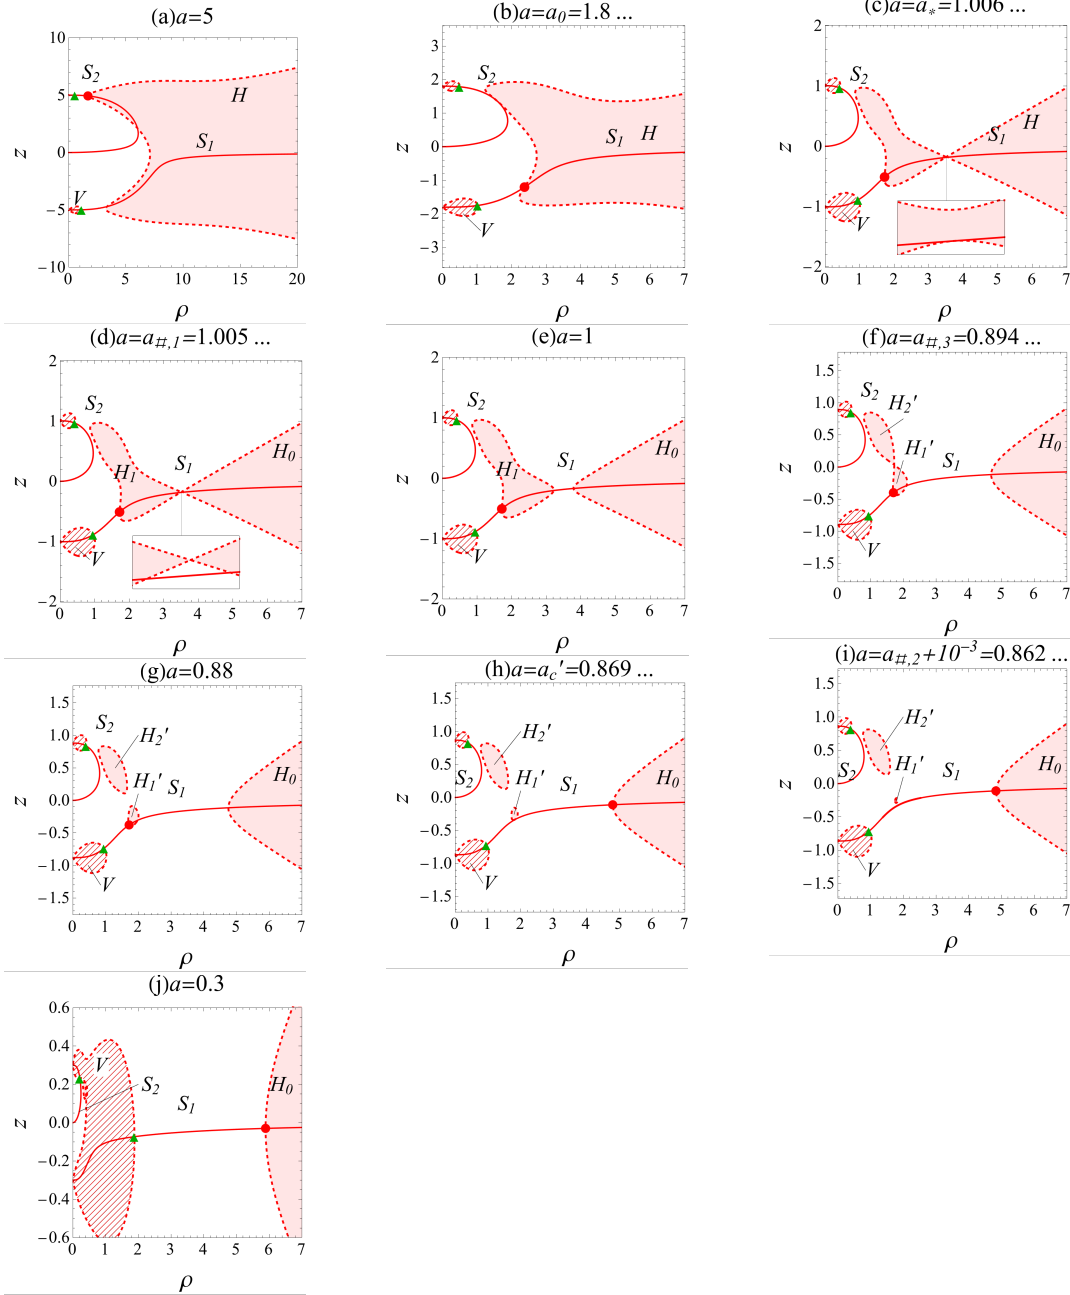 (a)a=5
(b)a=a₀=1.8 ...
(c)a=a*=1.006 ...
10
5
0
−5
−10
z
S₂
H
S₁
V
0
5
10
15
20
ρ
3
2
1
0
−1
−2
−3
z
S₂
S₁
H
V
0
1
2
3
4
5
6
7
ρ
2
1
0
−1
−2
z
S₂
S₁
H
V
0
1
2
3
4
5
6
7
ρ
(d)a=a#,1=1.005 ...
(e)a=1
(f)a=a#,3=0.894 ...
2
1
0
−1
−2
z
S₂
H₁
S₁
H₀
V
0
1
2
3
4
5
6
7
ρ
2
1
0
−1
−2
z
S₂
H₁
S₁
H₀
V
0
1
2
3
4
5
6
7
ρ
1.5
1.0
0.5
0.0
−0.5
−1.0
−1.5
z
S₂
H₂′
H₁′
S₁
H₀
V
0
1
2
3
4
5
6
7
ρ
(g)a=0.88
(h)a=a_c′=0.869 ...
(i)a=a#,2+10⁻³=0.862 ...
1.5
1.0
0.5
0.0
−0.5
−1.0
−1.5
z
S₂
H₂′
H₁′
S₁
H₀
V
0
1
2
3
4
5
6
7
ρ
1.5
1.0
0.5
0.0
−0.5
−1.0
−1.5
z
H₂′
S₂
H₁′
S₁
H₀
V
0
1
2
3
4
5
6
7
ρ
1.5
1.0
0.5
0.0
−0.5
−1.0
−1.5
z
H₂′
S₂
H₁′
S₁
H₀
V
0
1
2
3
4
5
6
7
ρ
(j)a=0.3
0.6
0.4
0.2
0.0
−0.2
−0.4
−0.6
z
V
S₂
S₁
H₀
0
1
2
3
4
5
6
7
ρ